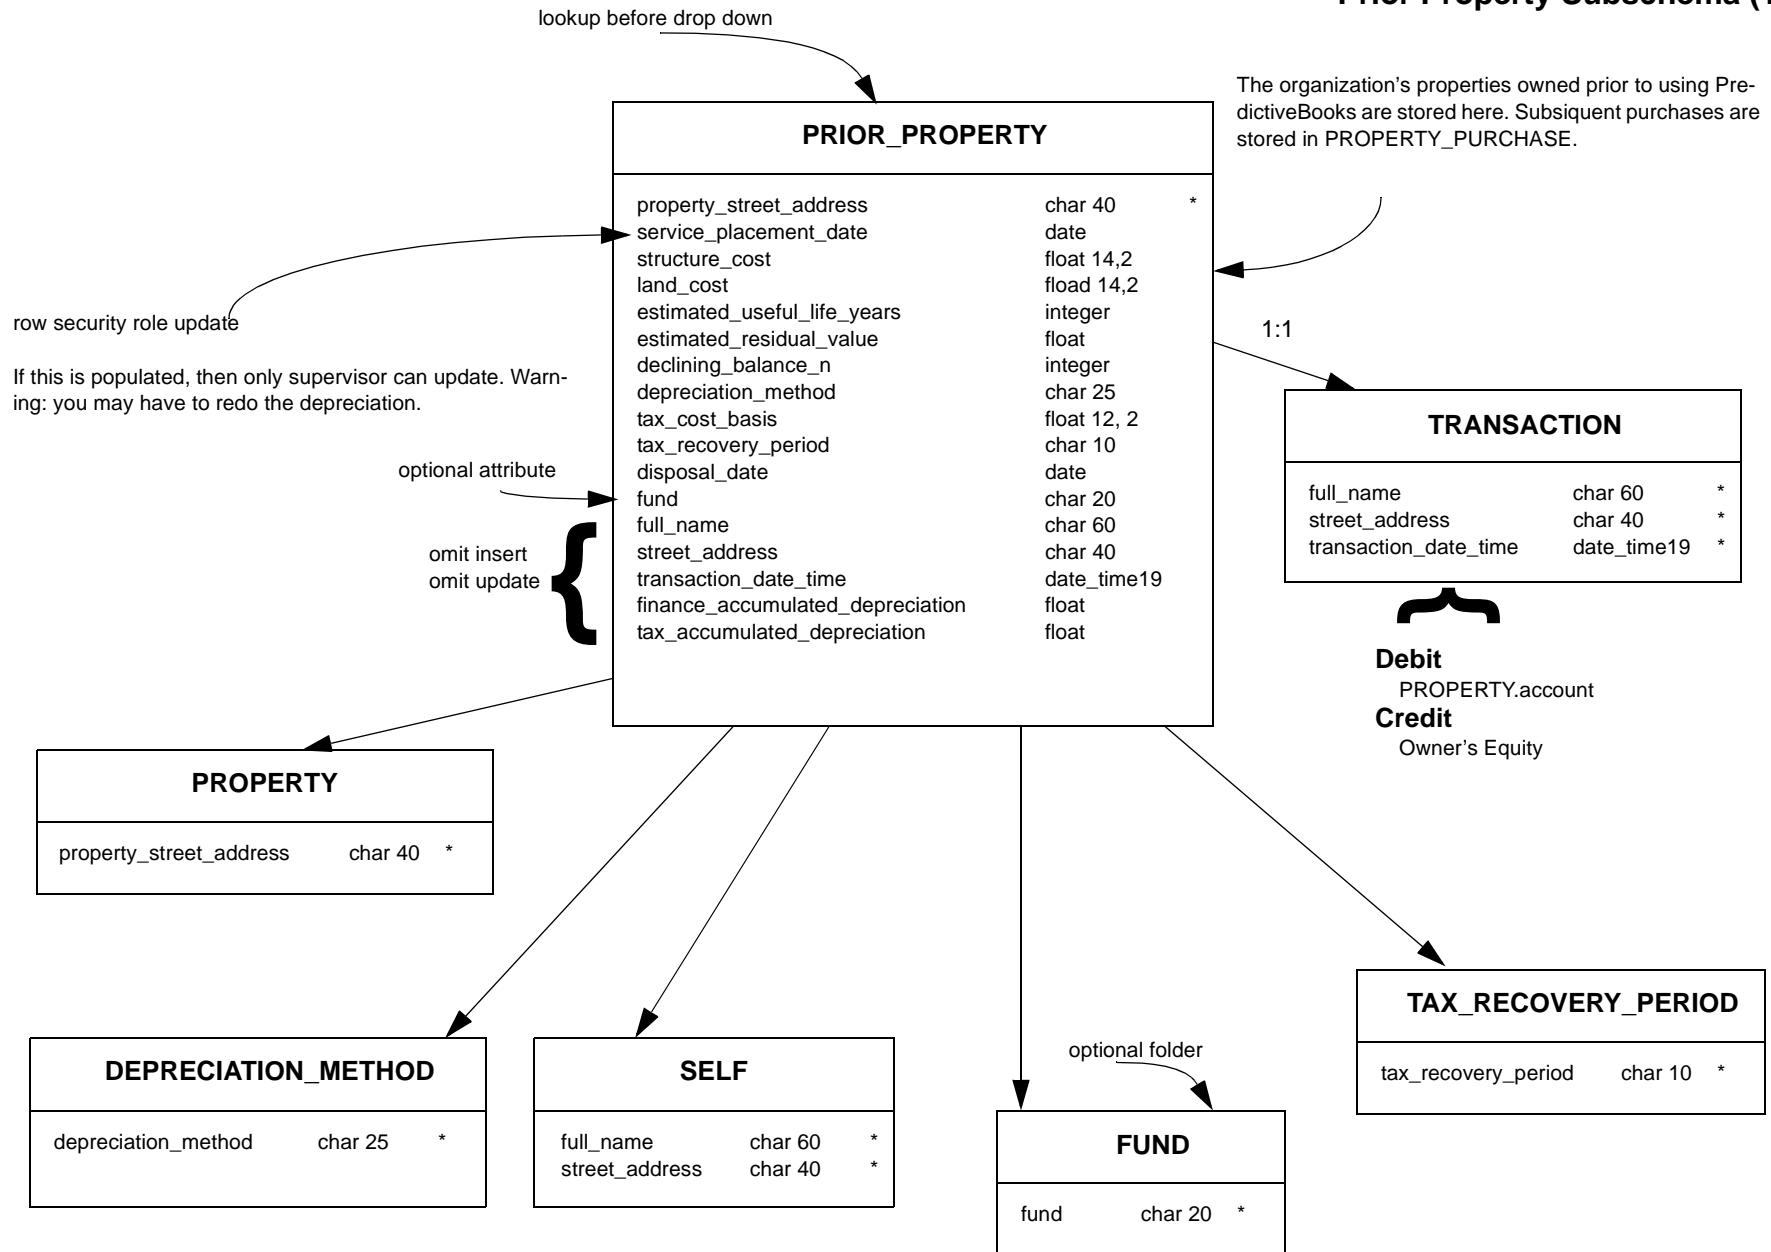 lookup before drop down
Prior Property Subschema (1
The organization's properties owned prior to using Pre-
dictiveBooks are stored here. Subsiquent purchases are
stored in PROPERTY_PURCHASE.
PRIOR_PROPERTY
property_street_address char 40 *
service_placement_date date
structure_cost float 14,2
land_cost fload 14,2
estimated_useful_life_years integer
estimated_residual_value float
declining_balance_n integer
depreciation_method char 25
tax_cost_basis float 12, 2
tax_recovery_period char 10
disposal_date date
fund char 20
full_name char 60
street_address char 40
transaction_date_time date_time19
finance_accumulated_depreciation float
tax_accumulated_depreciation float
row security role update
If this is populated, then only supervisor can update. Warn-
ing: you may have to redo the depreciation.
optional attribute
omit insert
omit update
1:1
TRANSACTION
full_name char 60 *
street_address char 40 *
transaction_date_time date_time19 *
Debit
PROPERTY.account
Credit
Owner's Equity
PROPERTY
property_street_address char 40 *
DEPRECIATION_METHOD
depreciation_method char 25 *
SELF
full_name char 60 *
street_address char 40 *
optional folder
FUND
fund char 20 *
TAX_RECOVERY_PERIOD
tax_recovery_period char 10 *